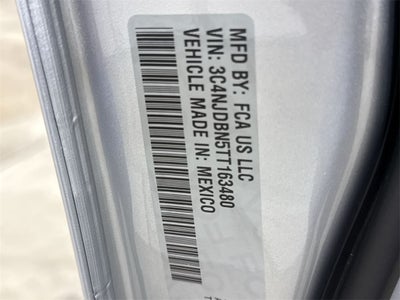 MFD BY: FCA US LLC
VIN: 3C4NJDBN5TT163480
VEHICLE MADE IN: MEXICO